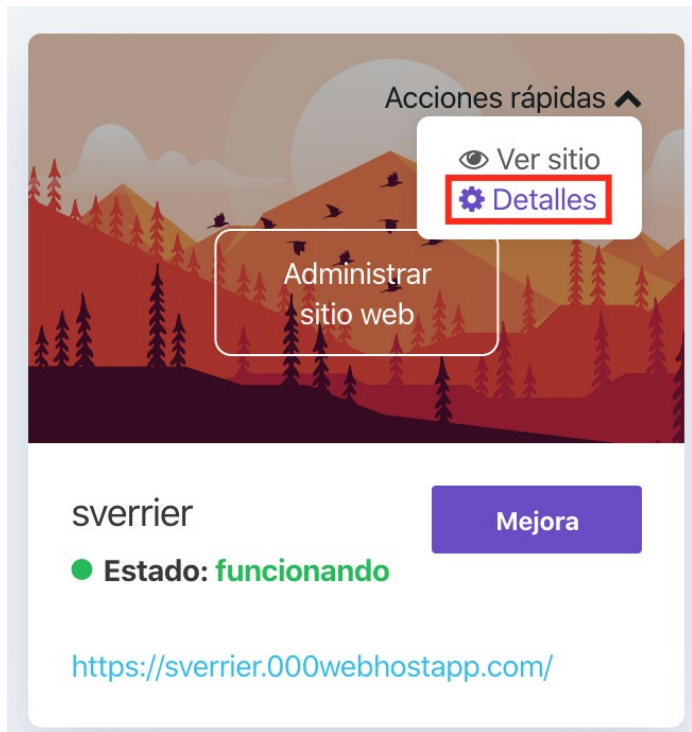 Acciones rápidas
Ver sitio
Detalles
Administrar
sitio web
sverrier
Mejora
Estado: funcionando
https://sverrier.000webhostapp.com/